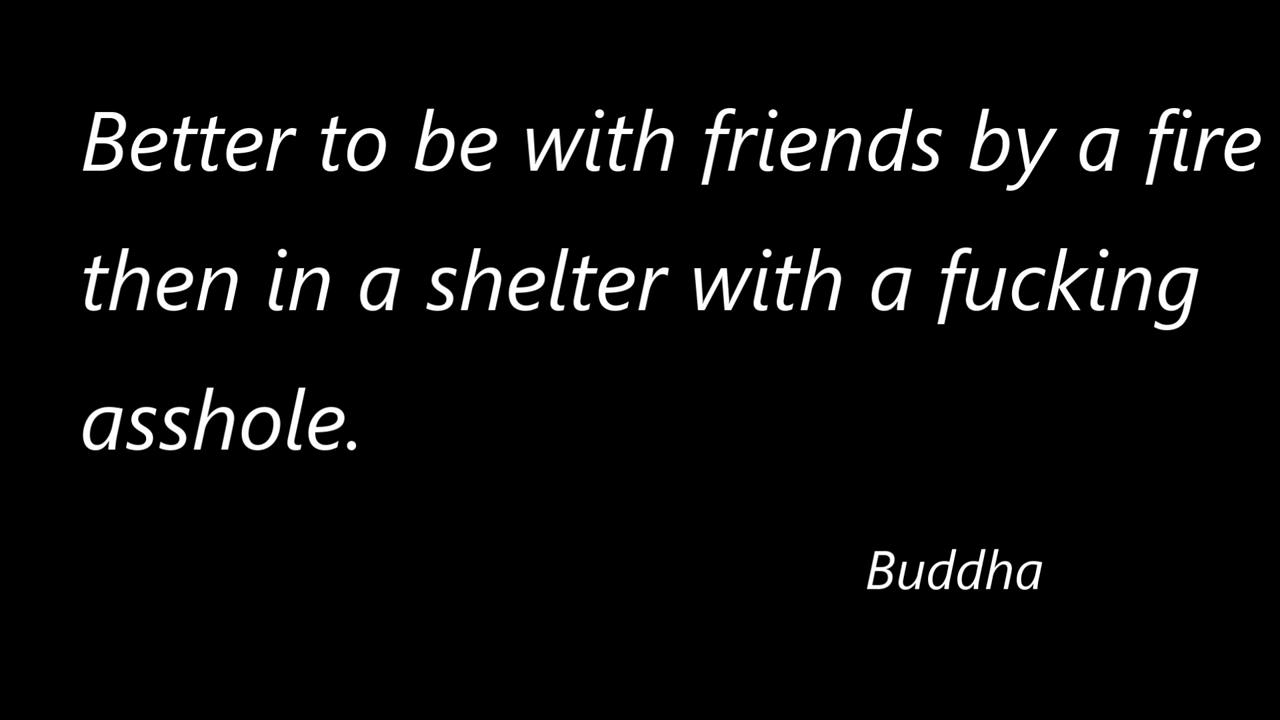 Better to be with friends by a fire
then in a shelter with a fucking
asshole.
Buddha